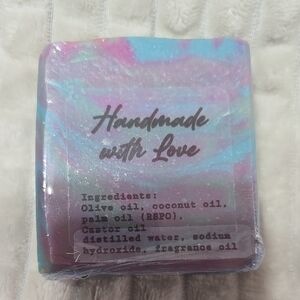 Handmade
with Love
Ingredients:
Olive oil, coconut oil,
palm oil (RSPO).
Castor oil
distilled water, sodium
hydroxide, fragrance oil